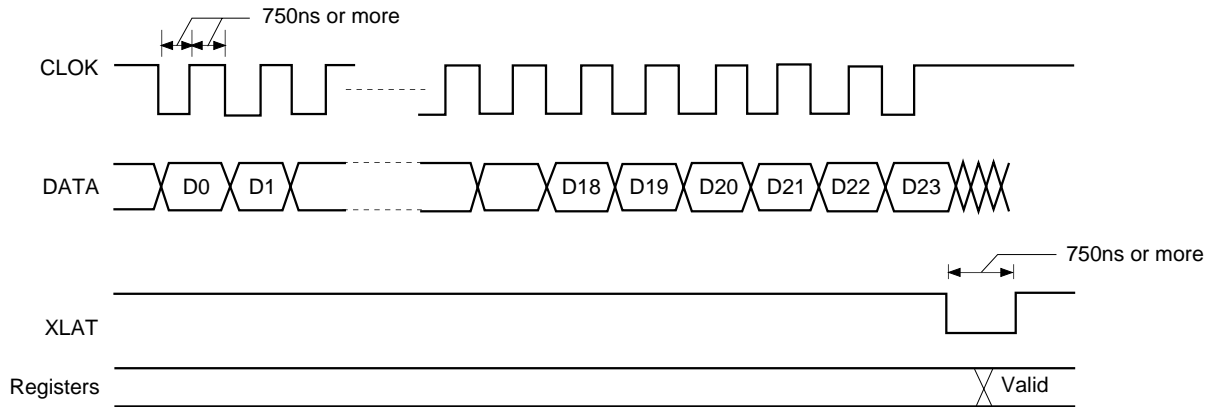 750ns or more
CLOK
DATA
D0 D1 D18 D19 D20 D21 D22 D23
750ns or more
XLAT
Registers
Valid